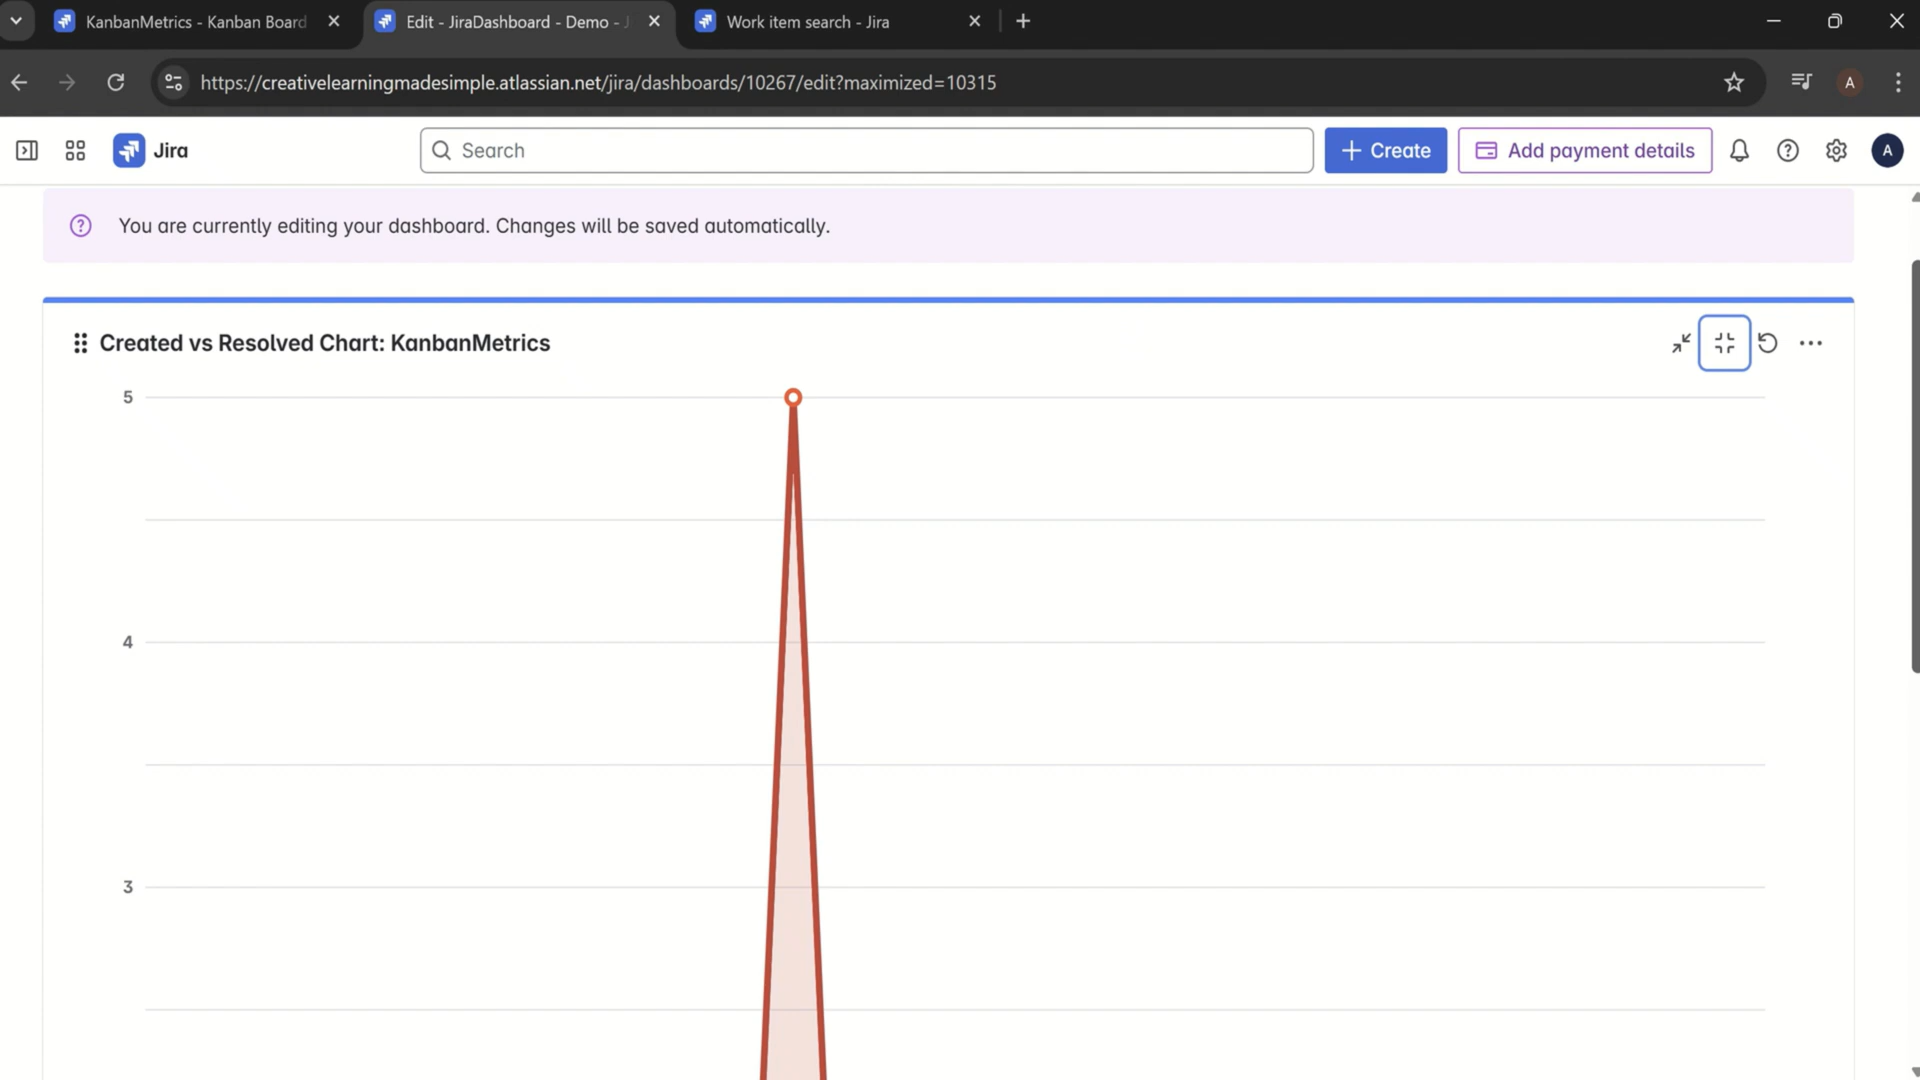 KanbanMetrics - Kanban Board
Edit - JiraDashboard - Demo - J
Work item search - Jira
https://creativelearningmadesimple.atlassian.net/jira/dashboards/10267/edit?maximized=10315
A
Jira
Search
Create
Add payment details
A
You are currently editing your dashboard. Changes will be saved automatically.
Created vs Resolved Chart: KanbanMetrics
5
4
3